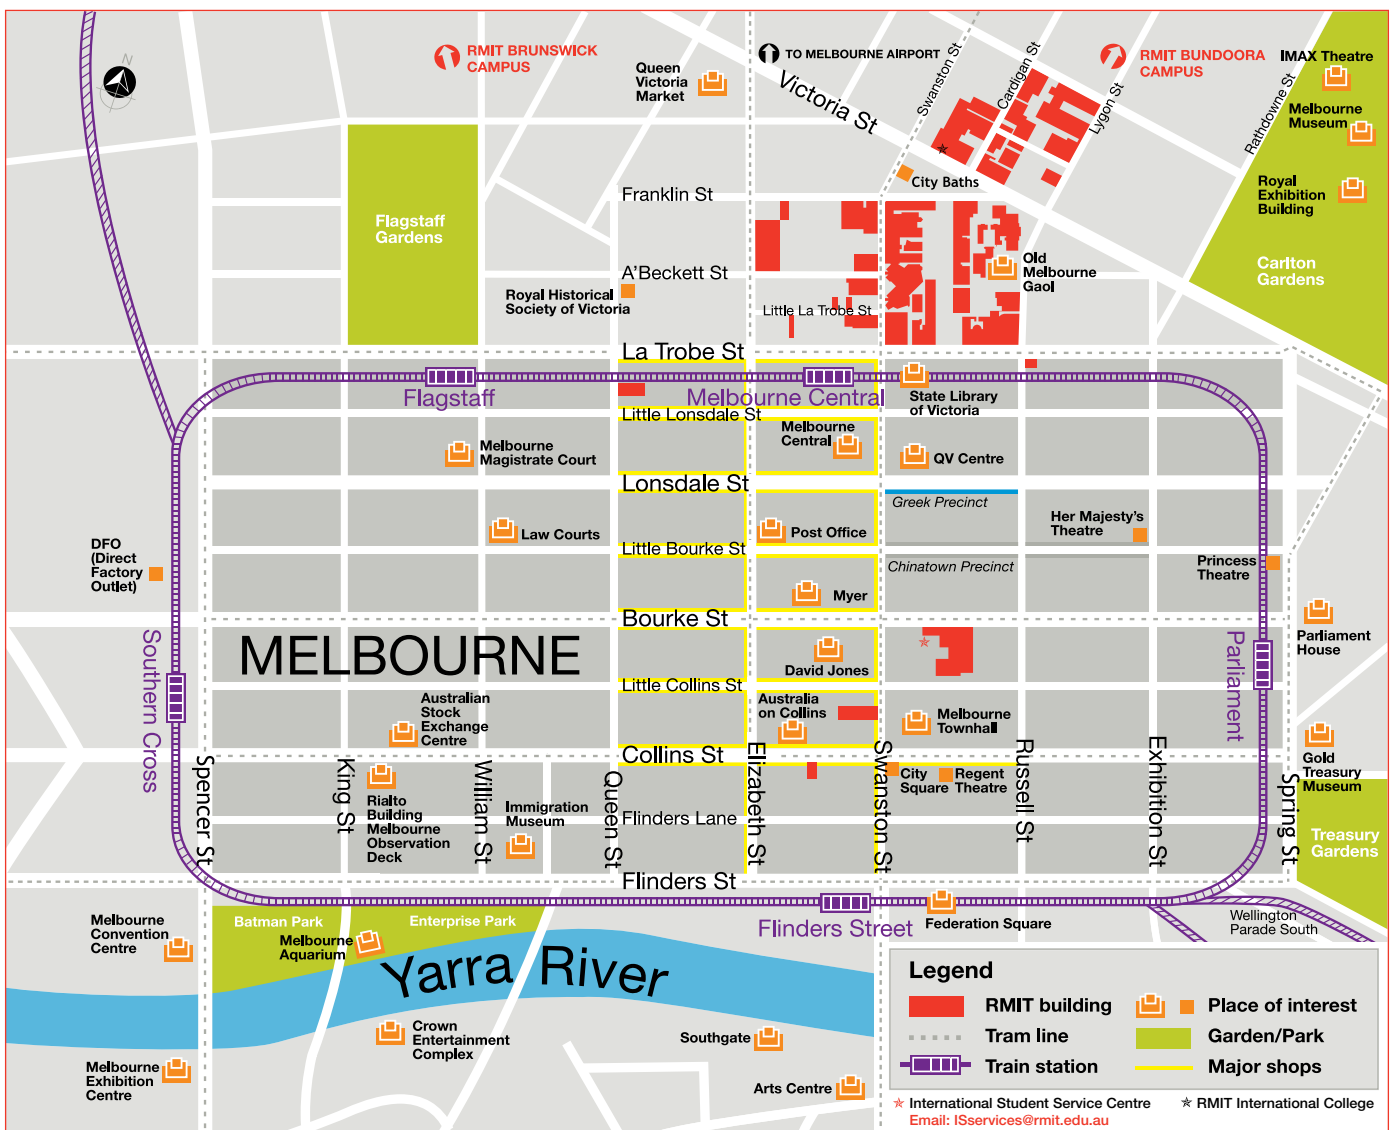 N
RMIT BRUNSWICK
CAMPUS
Queen
Victoria
Market
TO MELBOURNE AIRPORT
Victoria St
Swanston St
Cardigan St
Lygon St
RMIT BUNDOORA
CAMPUS
Rathdowne St
IMAX Theatre
Melbourne
Museum
Royal
Exhibition
Building
Carlton
Gardens
City Baths
Franklin St
Flagstaff
Gardens
A'Beckett St
Royal Historical
Society of Victoria
Little La Trobe St
Old
Melbourne
Gaol
La Trobe St
Flagstaff
Melbourne Central
State Library
of Victoria
Little Lonsdale St
Melbourne
Magistrate Court
Melbourne
Central
QV Centre
Lonsdale St
Greek Precinct
Law Courts
Post Office
Her Majesty's
Theatre
Little Bourke St
DFO
(Direct
Factory
Outlet)
Chinatown Precinct
Princess
Theatre
Myer
Bourke St
Parliament
House
MELBOURNE
Southern Cross
Parliament
David Jones
Little Collins St
Australian
Stock
Exchange
Centre
Australia
on Collins
Melbourne
Townhall
Collins St
Gold
Treasury
Museum
Spencer St
King St
William St
Queen St
Elizabeth St
Swanston St
Russell St
Exhibition St
Spring St
City
Square
Regent
Theatre
Rialto
Building
Melbourne
Observation
Deck
Immigration
Museum
Flinders Lane
Treasury
Gardens
Flinders St
Flinders Street
Federation Square
Wellington
Parade South
Batman Park
Enterprise Park
Melbourne
Convention
Centre
Melbourne
Aquarium
Yarra River
Crown
Entertainment
Complex
Southgate
Arts Centre
Melbourne
Exhibition
Centre
Legend
RMIT building
Place of interest
Tram line
Garden/Park
Train station
Major shops
International Student Service Centre
RMIT International College
Email: ISservices@rmit.edu.au